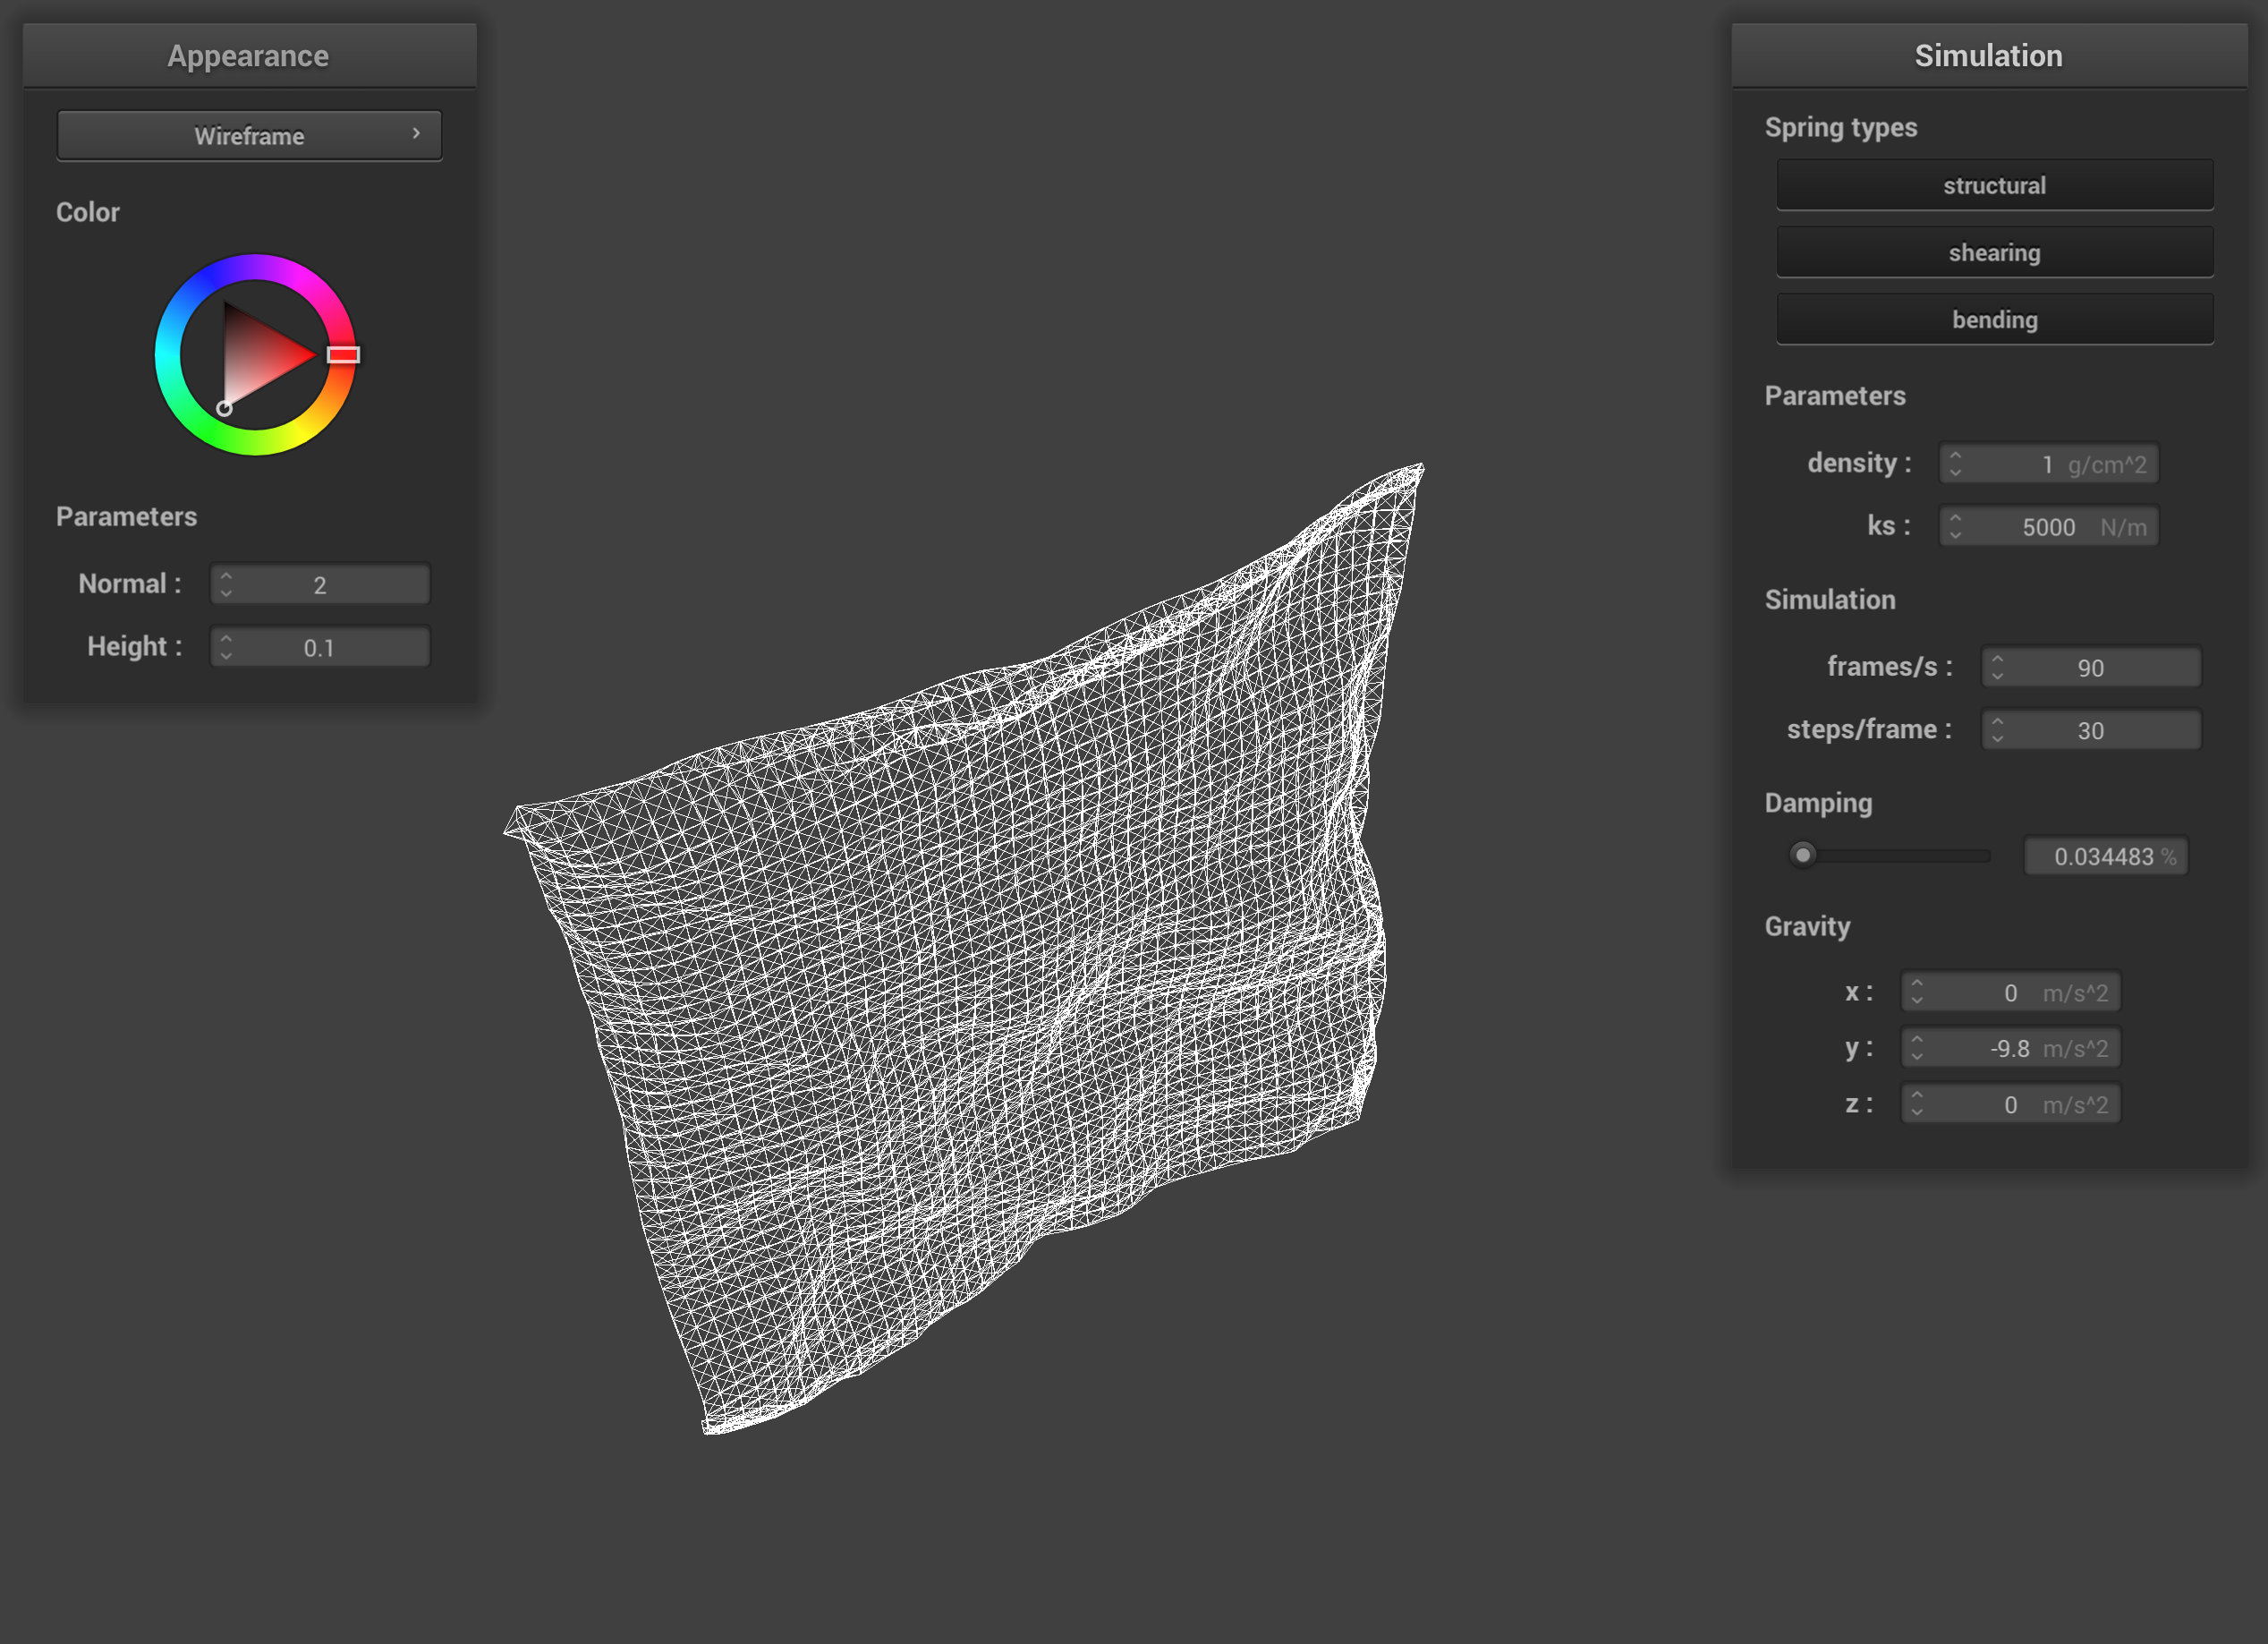 Appearance
Wireframe
Color
Parameters
Normal : 2
Height : 0.1
Simulation
Spring types
structural
shearing
bending
Parameters
density : 1 g/cm^2
ks : 5000 N/m
Simulation
frames/s : 90
steps/frame : 30
Damping
0.034483 %
Gravity
x : 0 m/s^2
y : -9.8 m/s^2
z : 0 m/s^2